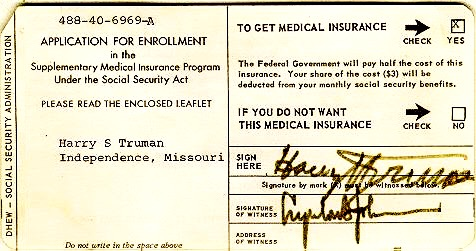 488-40-6969-A
APPLICATION FOR ENROLLMENT
in the
Supplementary Medical Insurance Program
Under the Social Security Act
PLEASE READ THE ENCLOSED LEAFLET
Harry S Truman
Independence, Missouri
Do not write in the space above
DHEW – SOCIAL SECURITY ADMINISTRATION
TO GET MEDICAL INSURANCE
CHECK
X
YES
The Federal Government will pay half the cost of this
insurance. Your share of the cost ($3) will be
deducted from your monthly social security benefits.
IF YOU DO NOT WANT
THIS MEDICAL INSURANCE
CHECK
NO
SIGN
HERE
Harry Truman
Signature by mark (X) must be witnessed below.
SIGNATURE
OF WITNESS
ADDRESS
OF WITNESS